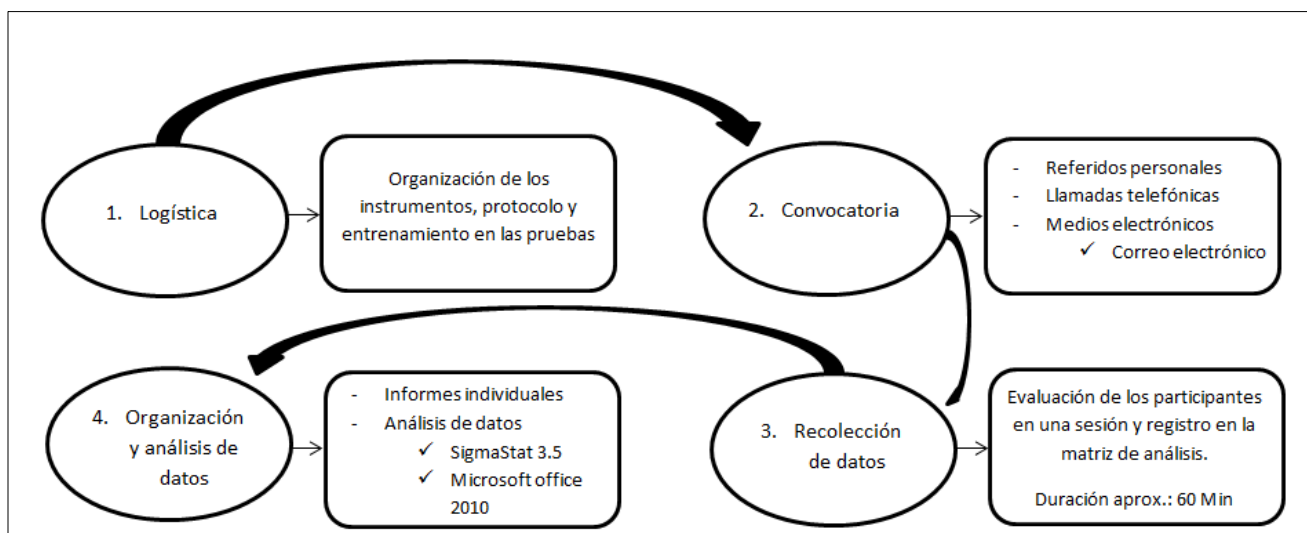 1. Logística
Organización de los
instrumentos, protocolo y
entrenamiento en las pruebas
2. Convocatoria
- Referidos personales
- Llamadas telefónicas
- Medios electrónicos
✓ Correo electrónico
3. Recolección
de datos
Evaluación de los participantes
en una sesión y registro en la
matriz de análisis.
Duración aprox.: 60 Min
4. Organización
y análisis de
datos
- Informes individuales
- Análisis de datos
✓ SigmaStat 3.5
✓ Microsoft office
2010